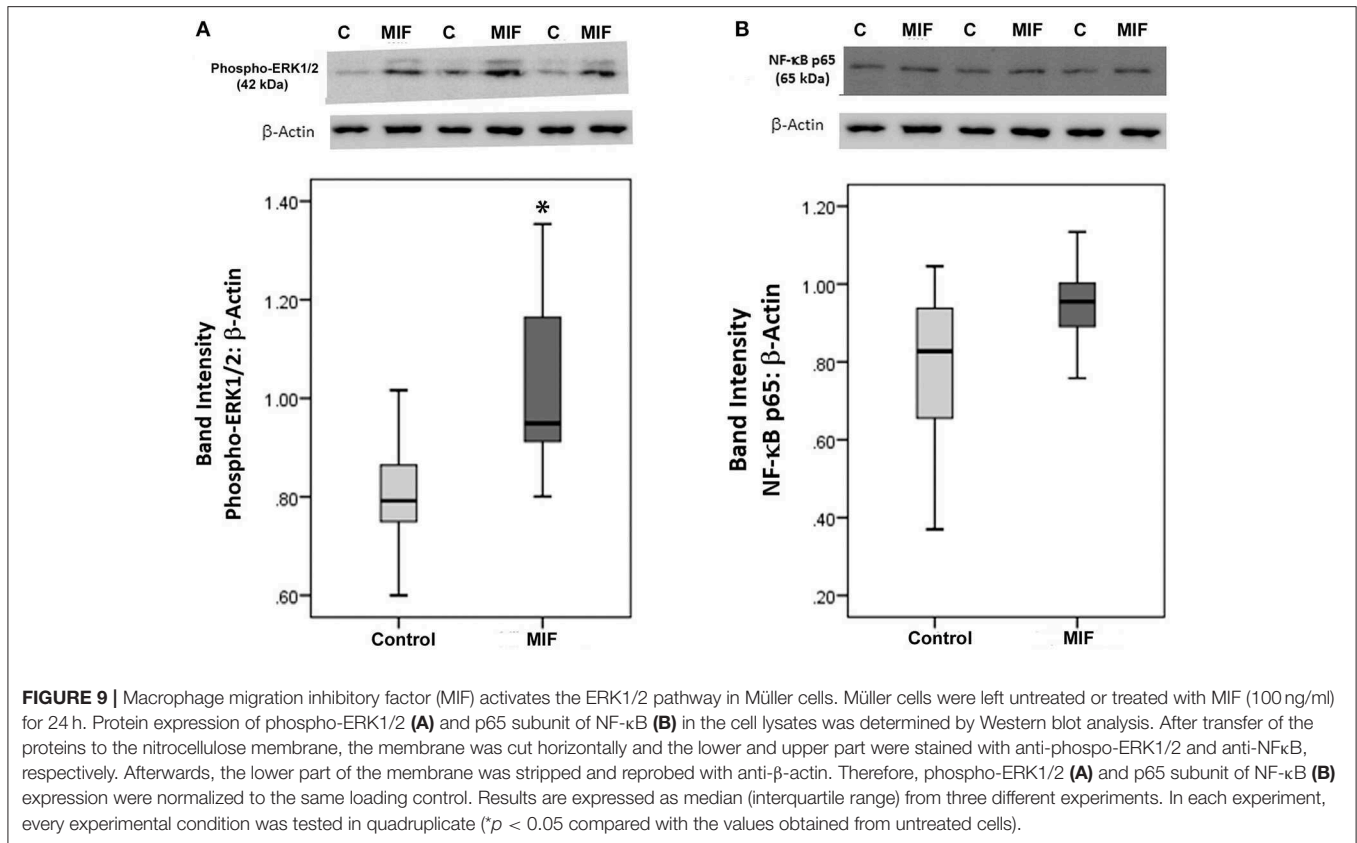 A
C MIF C MIF C MIF
Phospho-ERK1/2
(42 kDa)
β-Actin
1.40
1.20
1.00
.80
.60
Band Intensity
Phospho-ERK1/2: β-Actin
*
Control MIF
B
C MIF C MIF C MIF
NF-κB p65
(65 kDa)
β-Actin
1.20
1.00
.80
.60
.40
.20
Band Intensity
NF-κB p65: β-Actin
Control MIF
FIGURE 9 | Macrophage migration inhibitory factor (MIF) activates the ERK1/2 pathway in Müller cells. Müller cells were left untreated or treated with MIF (100 ng/ml)
for 24 h. Protein expression of phospho-ERK1/2 (A) and p65 subunit of NF-κB (B) in the cell lysates was determined by Western blot analysis. After transfer of the
proteins to the nitrocellulose membrane, the membrane was cut horizontally and the lower and upper part were stained with anti-phospo-ERK1/2 and anti-NFκB,
respectively. Afterwards, the lower part of the membrane was stripped and reprobed with anti-β-actin. Therefore, phospho-ERK1/2 (A) and p65 subunit of NF-κB (B)
expression were normalized to the same loading control. Results are expressed as median (interquartile range) from three different experiments. In each experiment,
every experimental condition was tested in quadruplicate (*p < 0.05 compared with the values obtained from untreated cells).